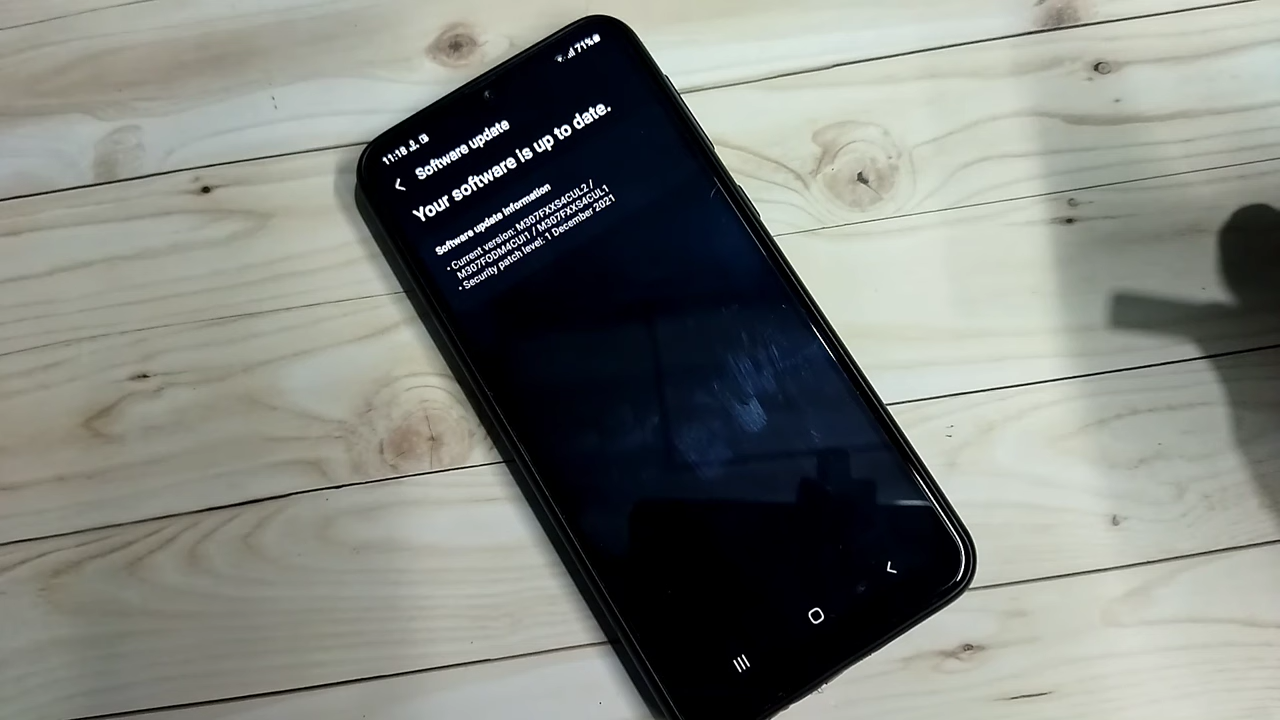 11:18
71%
Software update
Your software is up to date.
Software update information
• Current version: M307FXXS4CUL2 /
M307FODM4CUI1 / M307FXXS4CUL1
• Security patch level: 1 December 2021